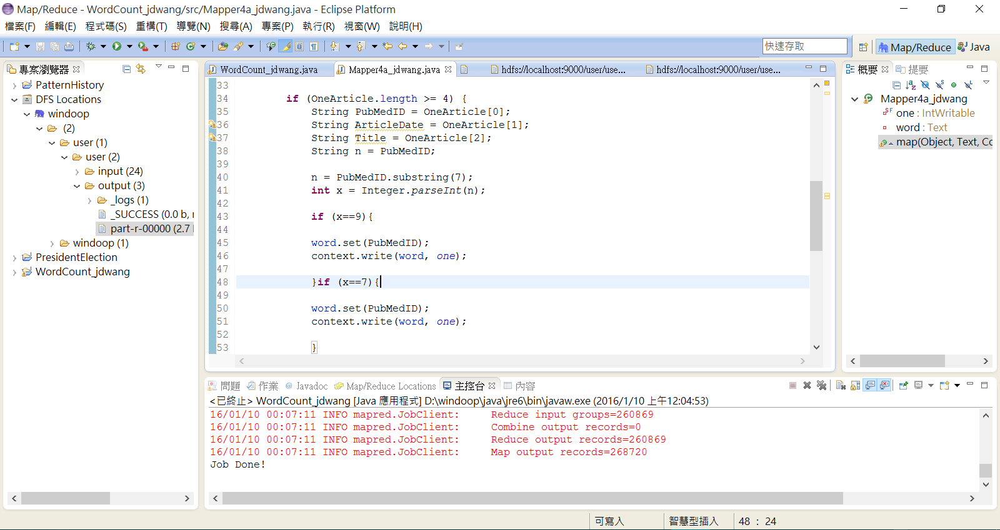 Map/Reduce - WordCount_jdwang/src/Mapper4a_jdwang.java - Eclipse Platform
檔案(F) 編輯(E) 程式碼(S) 重構(T) 導覽(N) 搜尋(A) 專案(P) 執行(R) 視窗(W) 說明(H)
快速存取
Map/Reduce
Java
專案瀏覽器
PatternHistory
DFS Locations
windoop
(2)
user (1)
user (2)
input (24)
output (3)
_logs (1)
_SUCCESS (0.0 b, r
part-r-00000 (2.7
windoop (1)
PresidentElection
WordCount_jdwang
WordCount_jdwang.java
Mapper4a_jdwang.java
hdfs://localhost:9000/user/use...
hdfs://localhost:9000/user/use...
33
34 if (OneArticle.length >= 4) {
35 String PubMedID = OneArticle[0];
36 String ArticleDate = OneArticle[1];
37 String Title = OneArticle[2];
38 String n = PubMedID;
39
40 n = PubMedID.substring(7);
41 int x = Integer.parseInt(n);
42
43 if (x==9){
44
45 word.set(PubMedID);
46 context.write(word, one);
47
48 }if (x==7){
49
50 word.set(PubMedID);
51 context.write(word, one);
52
53 }
概要
提要
Mapper4a_jdwang
one : IntWritable
word : Text
map(Object, Text, Cc
問題
作業
Javadoc
Map/Reduce Locations
主控台
內容
<已終止> WordCount_jdwang [Java 應用程式] D:\windoop\java\jre6\bin\javaw.exe (2016/1/10 上午12:04:53)
16/01/10 00:07:11 INFO mapred.JobClient: Reduce input groups=260869
16/01/10 00:07:11 INFO mapred.JobClient: Combine output records=0
16/01/10 00:07:11 INFO mapred.JobClient: Reduce output records=260869
16/01/10 00:07:11 INFO mapred.JobClient: Map output records=268720
Job Done!
可寫入
智慧型插入
48 : 24